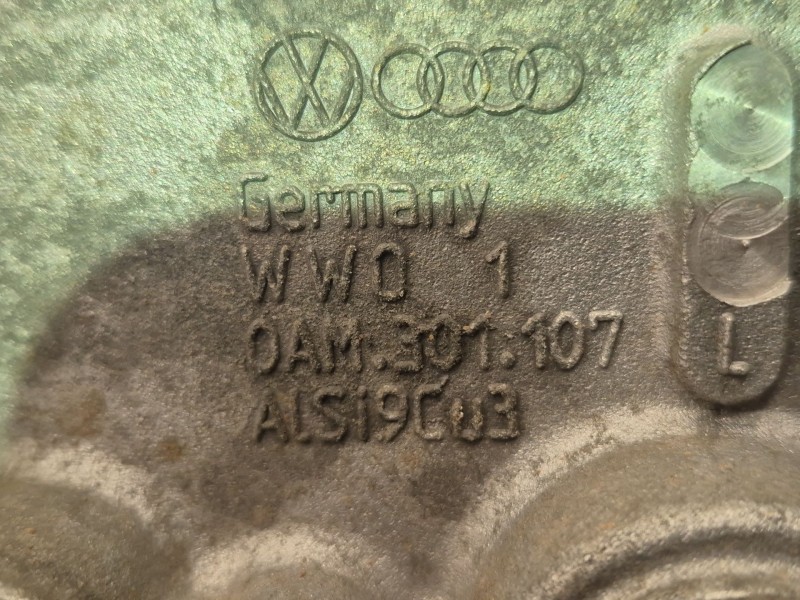 Germany
WWO 1
0AM.301.107
AlSi9Cu3
L